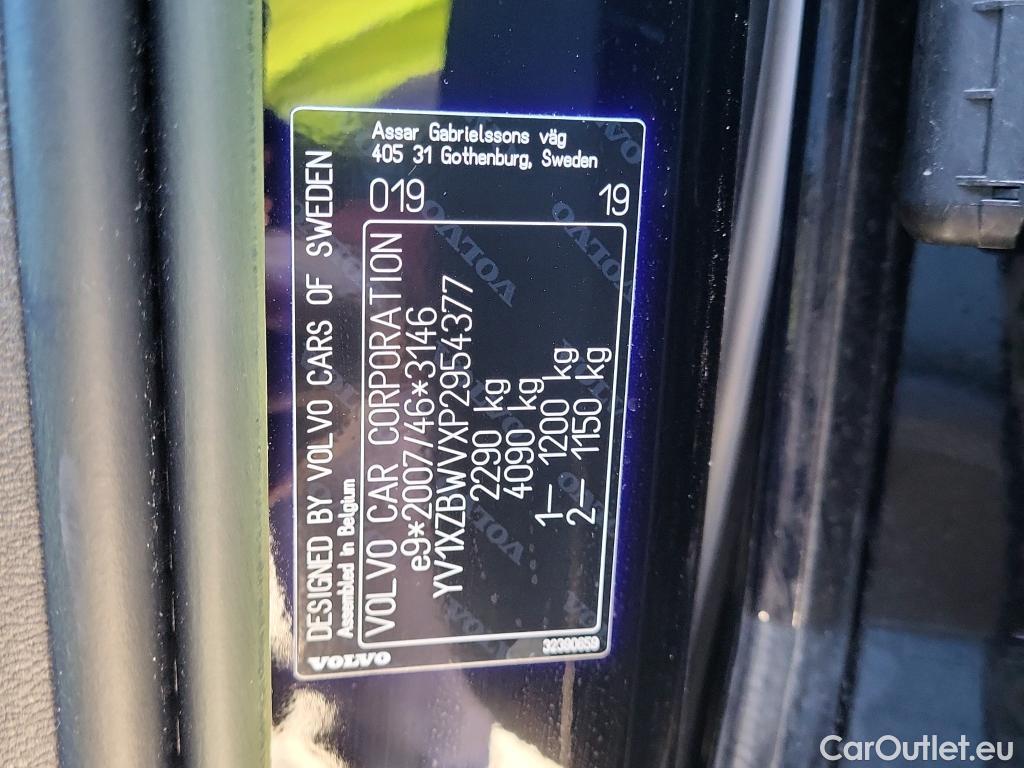 DESIGNED BY VOLVO CARS OF SWEDEN
Assembled in Belgium
Assar Gabrielssons väg
405 31 Gothenburg, Sweden
019
19
VOLVO CAR CORPORATION
e9*2007/46*3146
YV1XZBWVXP2954377
2290 kg
4090 kg
1– 1200 kg
2– 1150 kg
VOLVO
32390659
CarOutlet.eu